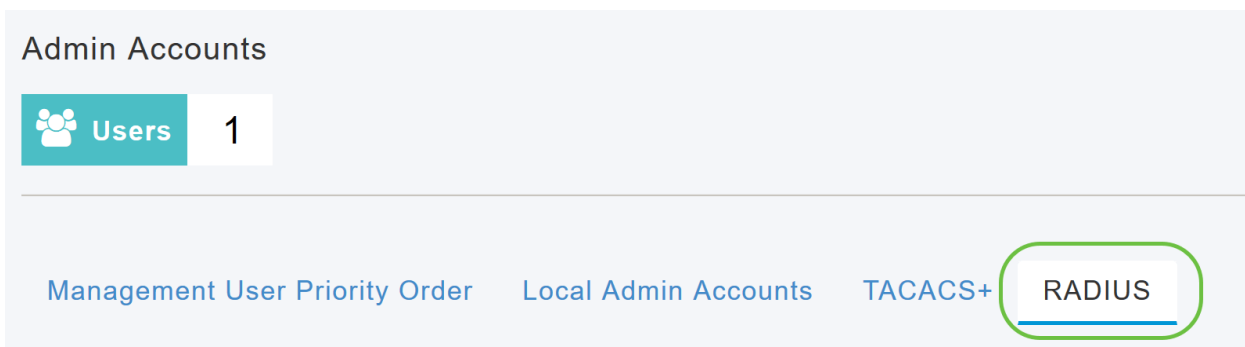 Admin Accounts
Users 1
Management User Priority Order Local Admin Accounts TACACS+ RADIUS